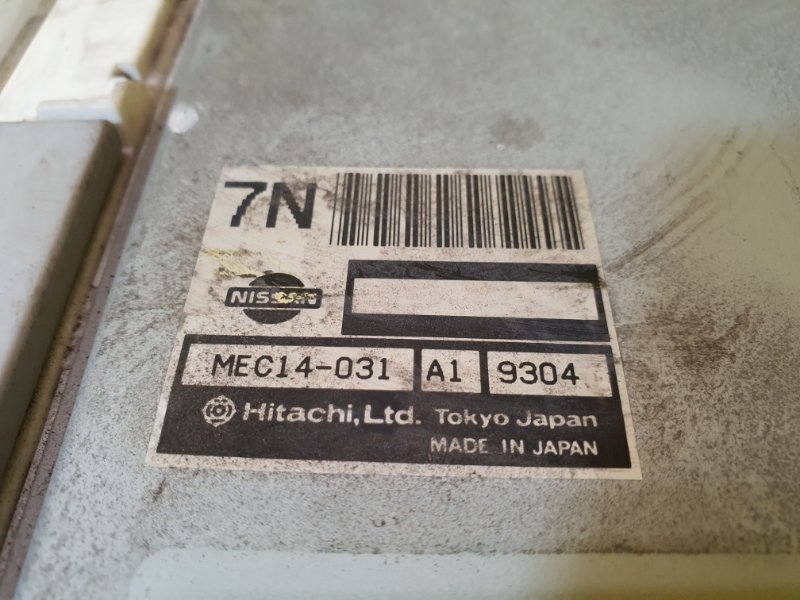 7N
NISSAN
MEC14-031 A1 9304
Hitachi, Ltd. Tokyo Japan
MADE IN JAPAN